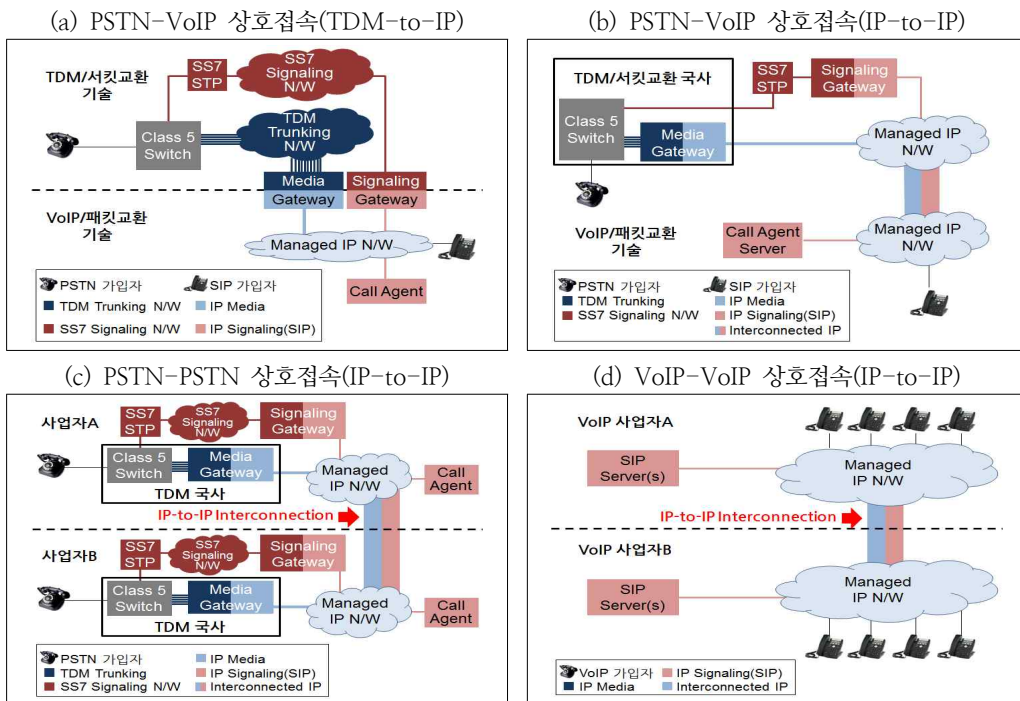 (a) PSTN-VoIP 상호접속(TDM-to-IP)
TDM/서킷교환
기술
SS7
STP
SS7
Signaling
N/W
Class 5
Switch
TDM
Trunking
N/W
Media
Gateway
Signaling
Gateway
VoIP/패킷교환
기술
Managed IP N/W
Call Agent
PSTN 가입자
SIP 가입자
TDM Trunking N/W
IP Media
SS7 Signaling N/W
IP Signaling(SIP)
(b) PSTN-VoIP 상호접속(IP-to-IP)
TDM/서킷교환 국사
SS7
STP
Signaling
Gateway
Class 5
Switch
Media
Gateway
Managed IP
N/W
VoIP/패킷교환
기술
Call Agent
Server
Managed IP
N/W
PSTN 가입자
SIP 가입자
TDM Trunking
IP Media
SS7 Signaling N/W
IP Signaling(SIP)
Interconnected IP
(c) PSTN-PSTN 상호접속(IP-to-IP)
사업자A
SS7
STP
SS7
Signaling
N/W
Signaling
Gateway
Class 5
Switch
Media
Gateway
TDM 국사
Managed
IP N/W
Call
Agent
IP-to-IP Interconnection
사업자B
SS7
STP
SS7
Signaling
N/W
Signaling
Gateway
Class 5
Switch
Media
Gateway
TDM 국사
Managed
IP N/W
Call
Agent
PSTN 가입자
IP Media
TDM Trunking
IP Signaling(SIP)
SS7 Signaling N/W
Interconnected IP
(d) VoIP-VoIP 상호접속(IP-to-IP)
VoIP 사업자A
SIP
Server(s)
Managed
IP N/W
IP-to-IP Interconnection
VoIP 사업자B
SIP
Server(s)
Managed
IP N/W
VoIP 가입자
IP Signaling(SIP)
IP Media
Interconnected IP